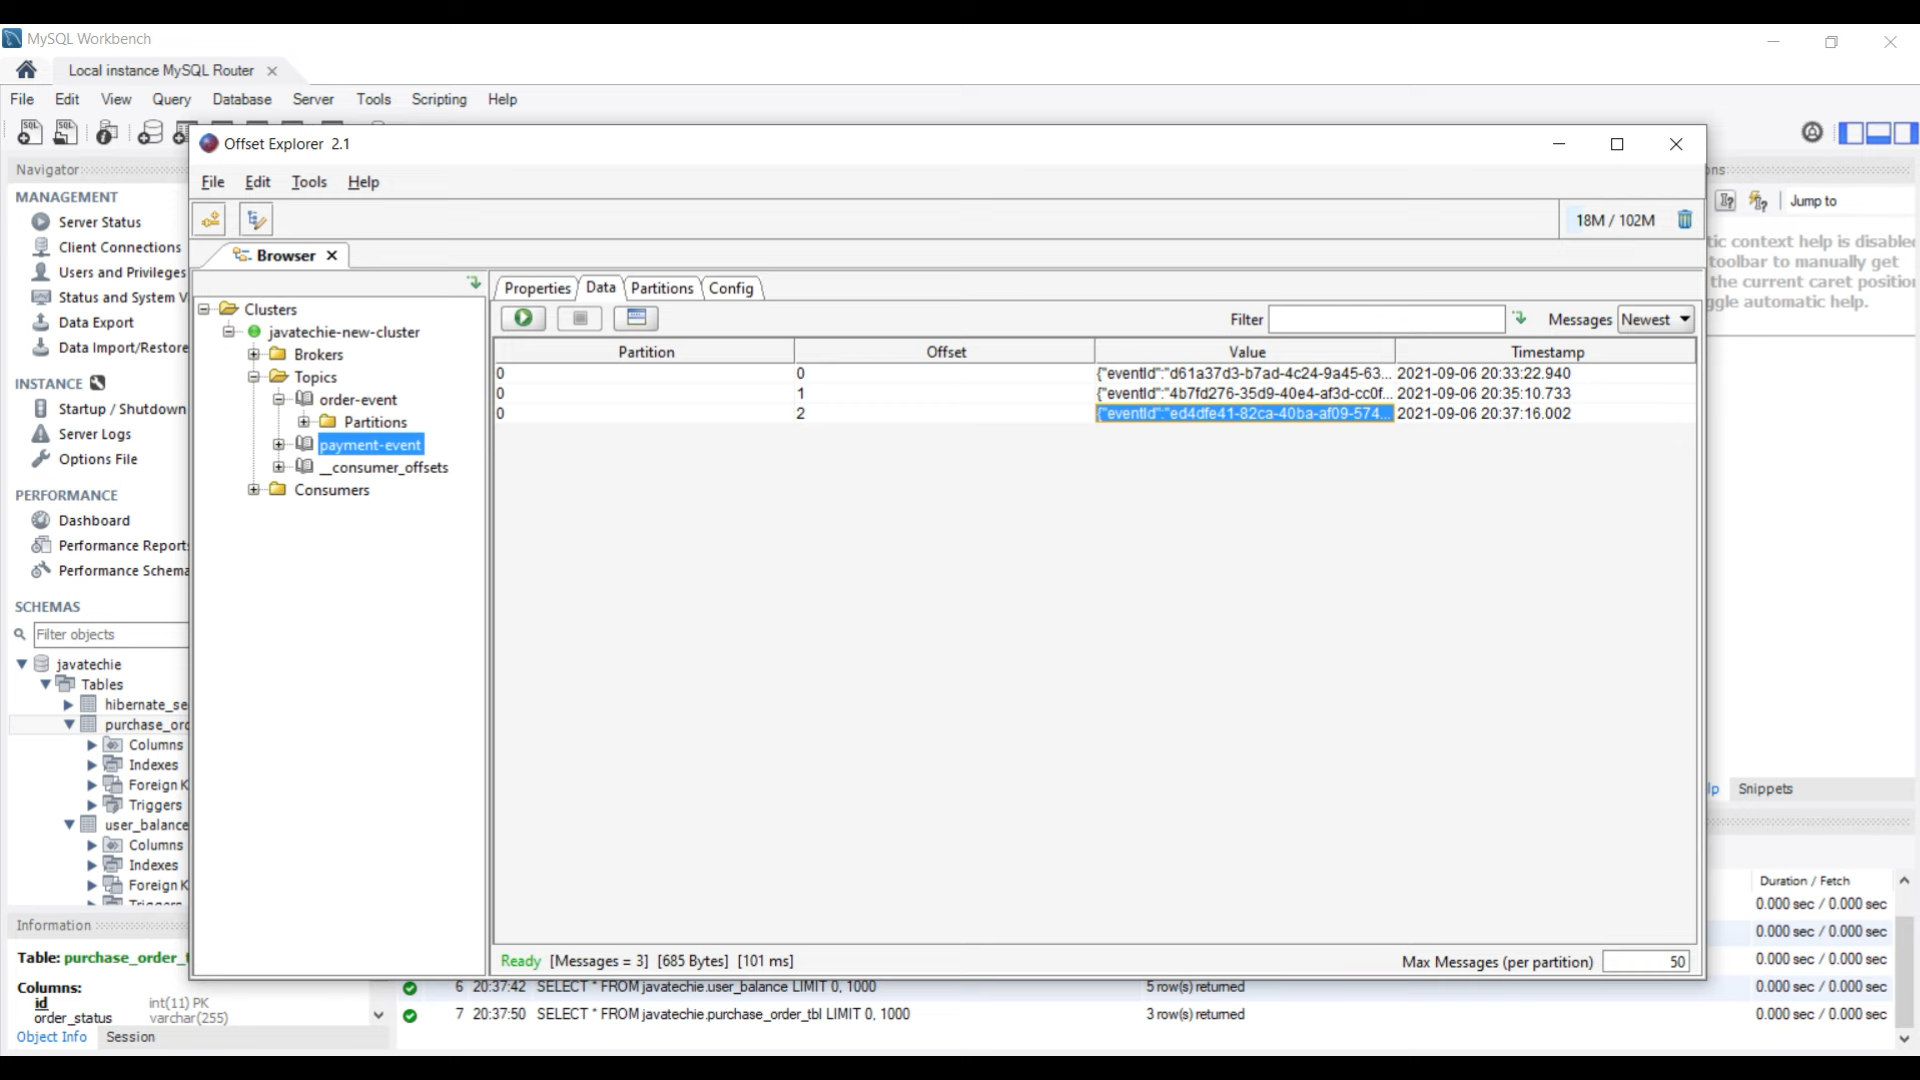 MySQL Workbench
Local instance MySQL Router
File Edit View Query Database Server Tools Scripting Help
Navigator
MANAGEMENT
Server Status
Client Connections
Users and Privileges
Status and System V
Data Export
Data Import/Restore
INSTANCE
Startup / Shutdown
Server Logs
Options File
PERFORMANCE
Dashboard
Performance Reports
Performance Schema
SCHEMAS
Filter objects
javatechie
Tables
hibernate_se
purchase_ord
Columns
Indexes
Foreign K
Triggers
user_balance
Columns
Indexes
Foreign K
Triggers
Information
Table: purchase_order_t
Columns:
id int(11) PK
order_status varchar(255)
Object Info Session
Offset Explorer 2.1
File Edit Tools Help
18M / 102M
Browser
Clusters
javatechie-new-cluster
Brokers
Topics
order-event
Partitions
payment-event
__consumer_offsets
Consumers
Properties Data Partitions Config
Filter Messages Newest
Partition Offset Value Timestamp
0 0 {"eventId":"d61a37d3-b7ad-4c24-9a45-63... 2021-09-06 20:33:22.940
0 1 {"eventId":"4b7fd276-35d9-40e4-af3d-cc0f... 2021-09-06 20:35:10.733
0 2 {"eventId":"ed4dfe41-82ca-40ba-af09-574... 2021-09-06 20:37:16.002
Ready [Messages = 3] [685 Bytes] [101 ms] Max Messages (per partition) 50
ons
Jump to
tic context help is disabled
toolbar to manually get
the current caret position
ggle automatic help.
lp Snippets
Duration / Fetch
0.000 sec / 0.000 sec
0.000 sec / 0.000 sec
0.000 sec / 0.000 sec
6 20:37:42 SELECT * FROM javatechie.user_balance LIMIT 0, 1000 5 row(s) returned 0.000 sec / 0.000 sec
7 20:37:50 SELECT * FROM javatechie.purchase_order_tbl LIMIT 0, 1000 3 row(s) returned 0.000 sec / 0.000 sec